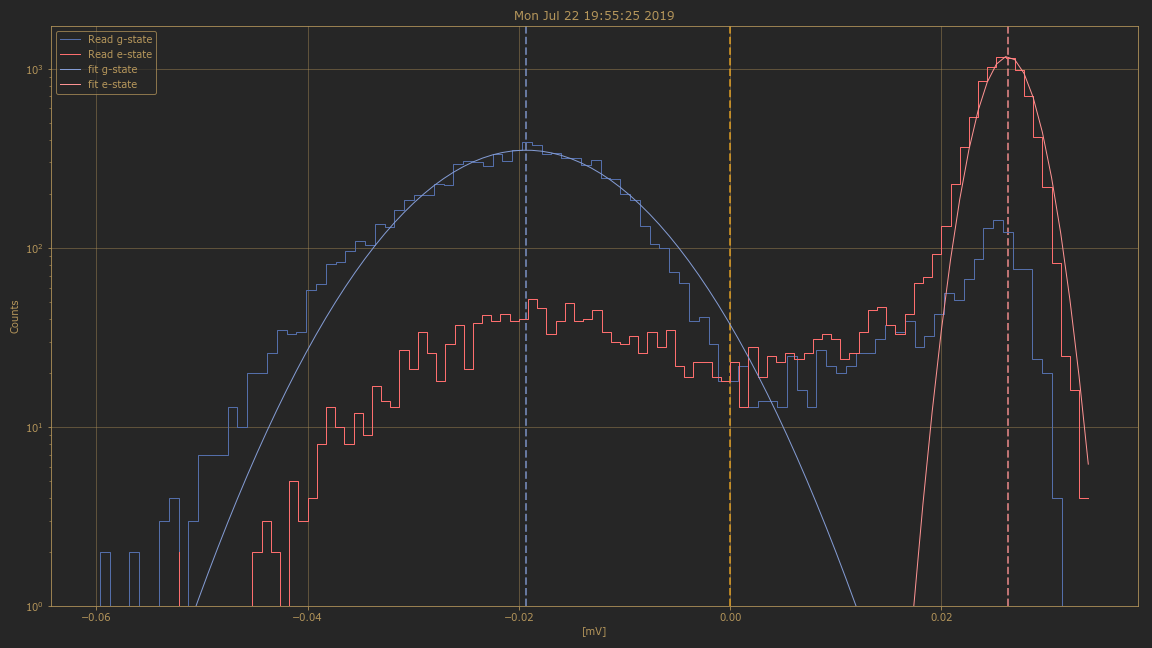 Mon Jul 22 19:55:25 2019
Read g-state
Read e-state
fit g-state
fit e-state
Counts
10³
10²
10¹
10⁰
−0.06 −0.04 −0.02 0.00 0.02
[mV]